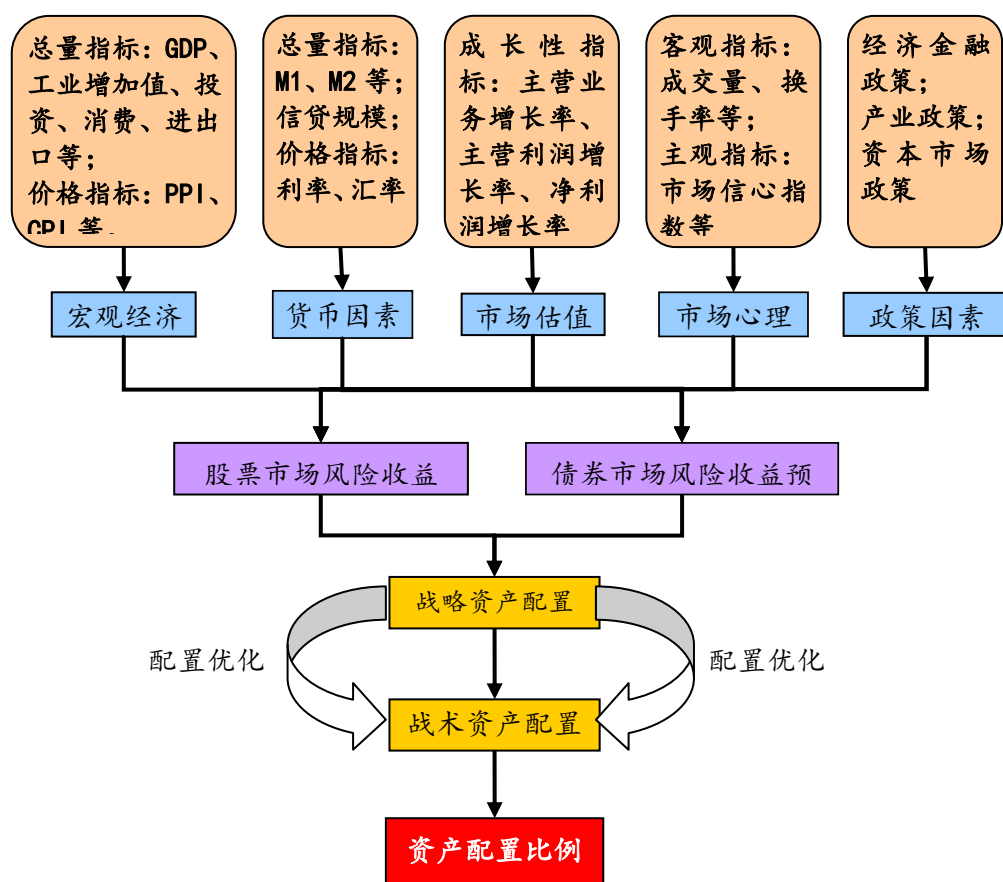 总量指标：GDP、
工业增加值、投
资、消费、进出
口等；
价格指标：PPI、
CPI 等。
总量指标：
M1、M2 等；
信贷规模；
价格指标：
利率、汇率
成长性指
标：主营业
务增长率、
主营利润增
长率、净利
润增长率
客观指标：
成交量、换
手率等；
主观指标：
市场信心指
数等
经济金融
政策；
产业政策；
资本市场
政策
宏观经济
货币因素
市场估值
市场心理
政策因素
股票市场风险收益
债券市场风险收益预
战略资产配置
配置优化
配置优化
战术资产配置
资产配置比例